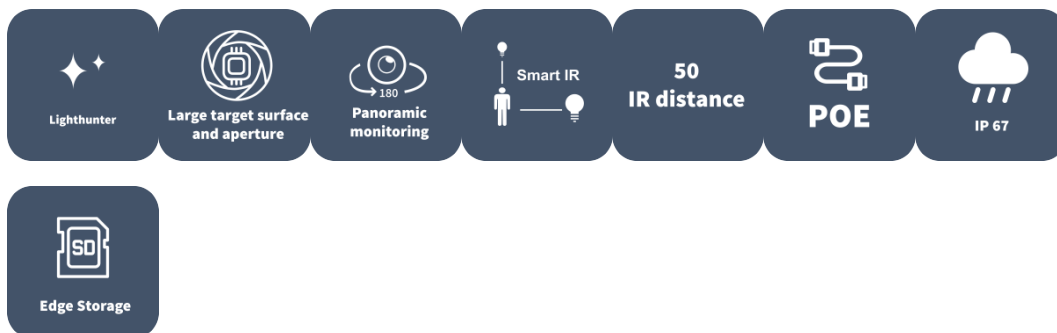 Lighthunter
Large target surface
and aperture
180
Panoramic
monitoring
Smart IR
50
IR distance
POE
IP 67
SD
Edge Storage